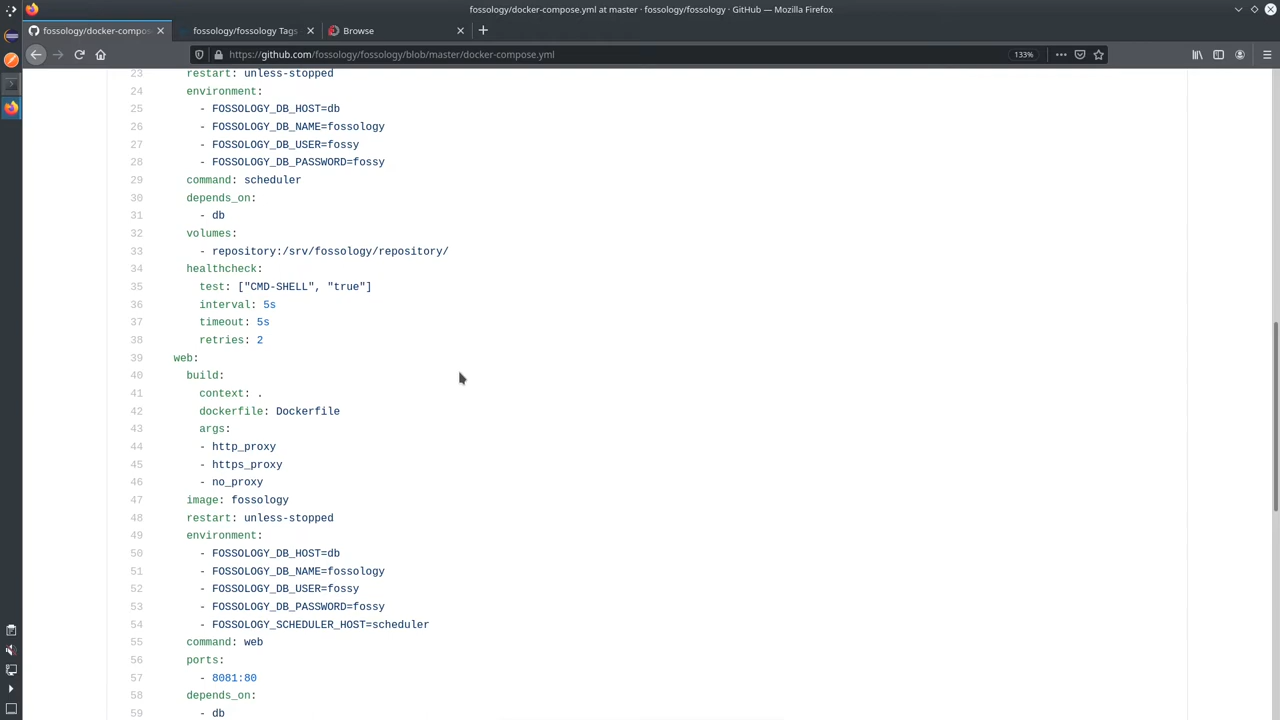 fossology/docker-compose.yml at master · fossology/fossology · GitHub — Mozilla Firefox
fossology/docker-compos
fossology/fossology Tags
Browse
https://github.com/fossology/fossology/blob/master/docker-compose.yml
133%
23 restart: unless-stopped
24 environment:
25 - FOSSOLOGY_DB_HOST=db
26 - FOSSOLOGY_DB_NAME=fossology
27 - FOSSOLOGY_DB_USER=fossy
28 - FOSSOLOGY_DB_PASSWORD=fossy
29 command: scheduler
30 depends_on:
31 - db
32 volumes:
33 - repository:/srv/fossology/repository/
34 healthcheck:
35 test: ["CMD-SHELL", "true"]
36 interval: 5s
37 timeout: 5s
38 retries: 2
39 web:
40 build:
41 context: .
42 dockerfile: Dockerfile
43 args:
44 - http_proxy
45 - https_proxy
46 - no_proxy
47 image: fossology
48 restart: unless-stopped
49 environment:
50 - FOSSOLOGY_DB_HOST=db
51 - FOSSOLOGY_DB_NAME=fossology
52 - FOSSOLOGY_DB_USER=fossy
53 - FOSSOLOGY_DB_PASSWORD=fossy
54 - FOSSOLOGY_SCHEDULER_HOST=scheduler
55 command: web
56 ports:
57 - 8081:80
58 depends_on:
59 - db